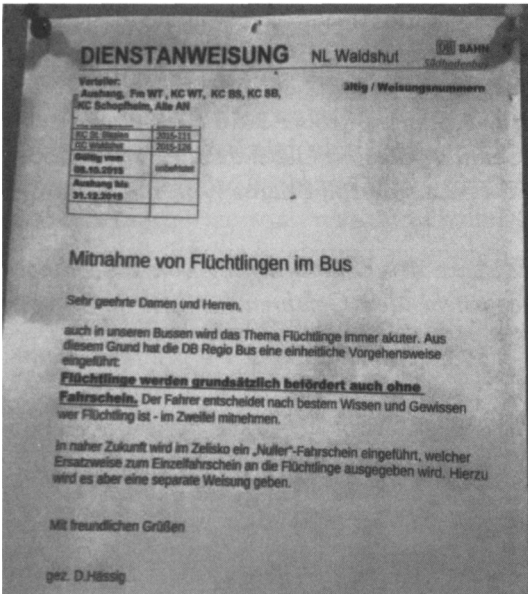 DIENSTANWEISUNG NL Waldshut DB BAHN
Südbadenbus
Verteiler:
Aushang, Fm WT, KC WT, KC BS, KC SB,
KC Schopfheim, Alle AN
ältig / Weisungsnummern
KC St. Blasien 2015-111
CC Waldshut 2015-126
Gültig vom
08.10.2015 unbefristet
Aushang bis
31.12.2015
Mitnahme von Flüchtlingen im Bus
Sehr geehrte Damen und Herren,
auch in unseren Bussen wird das Thema Flüchtlinge immer akuter. Aus
diesem Grund hat die DB Regio Bus eine einheitliche Vorgehensweise
eingeführt:
Flüchtlinge werden grundsätzlich befördert auch ohne
Fahrschein. Der Fahrer entscheidet nach bestem Wissen und Gewissen
wer Flüchtling ist - im Zweifel mitnehmen.
In naher Zukunft wird im Zelisko ein „Nuller“-Fahrschein eingeführt, welcher
Ersatzweise zum Einzelfahrschein an die Flüchtlinge ausgegeben wird. Hierzu
wird es aber eine separate Weisung geben.
Mit freundlichen Grüßen
gez. D.Hässig